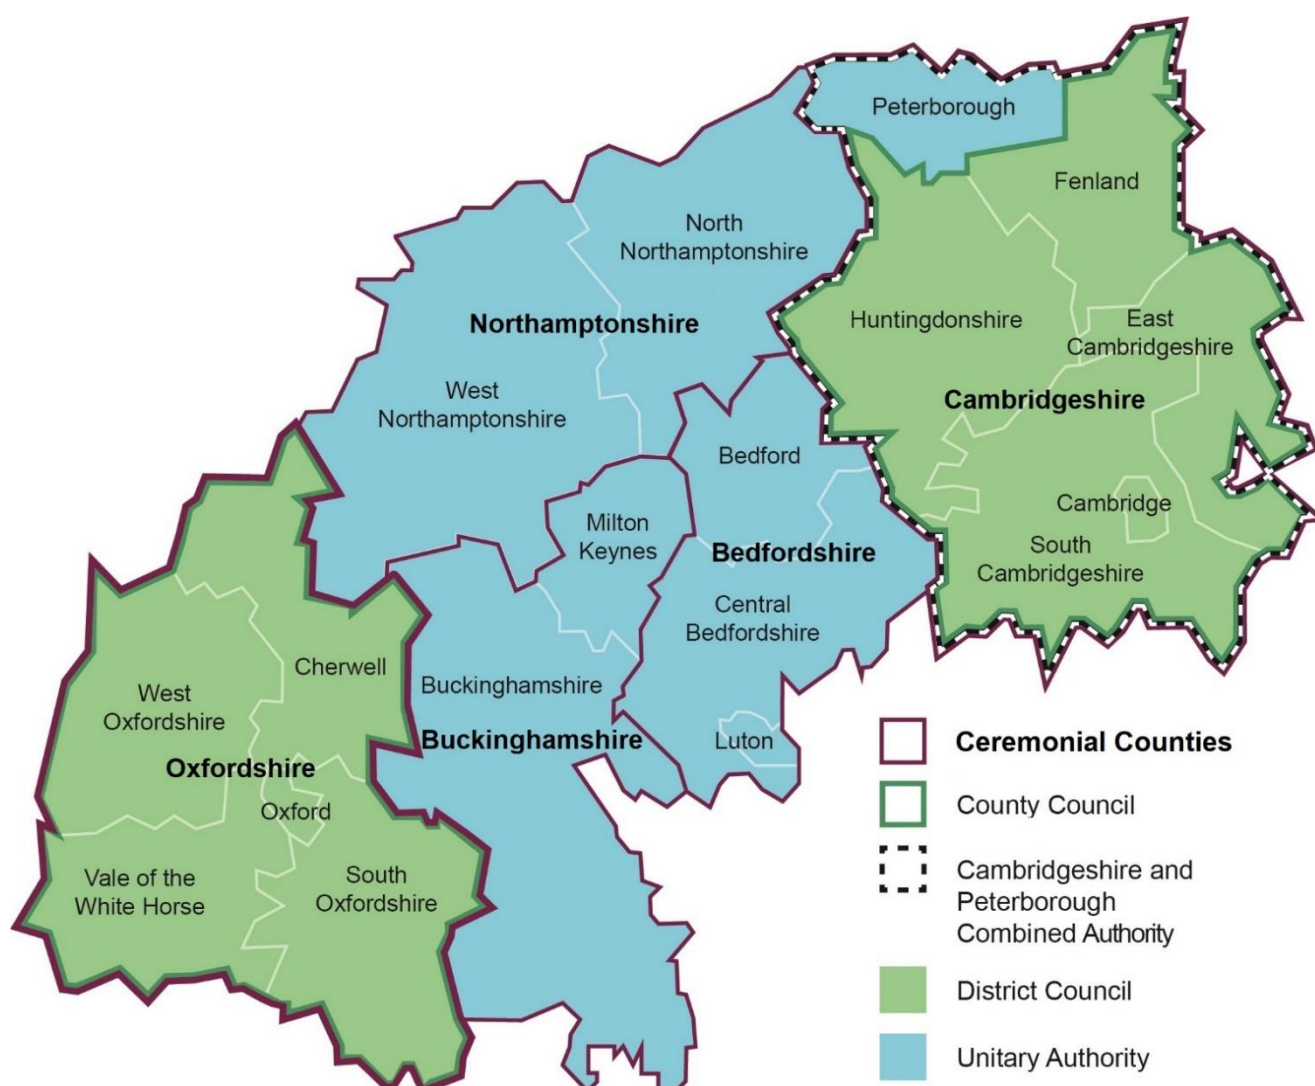 Peterborough
Fenland
North
Northamptonshire
Northamptonshire
Huntingdonshire
East
Cambridgeshire
West
Northamptonshire
Cambridgeshire
Bedford
Milton
Keynes
Cambridge
Bedfordshire
South
Cambridgeshire
Central
Bedfordshire
Cherwell
Buckinghamshire
West
Oxfordshire
Buckinghamshire
Luton
Oxfordshire
Oxford
Vale of the
White Horse
South
Oxfordshire
Ceremonial Counties
County Council
Cambridgeshire and
Peterborough
Combined Authority
District Council
Unitary Authority